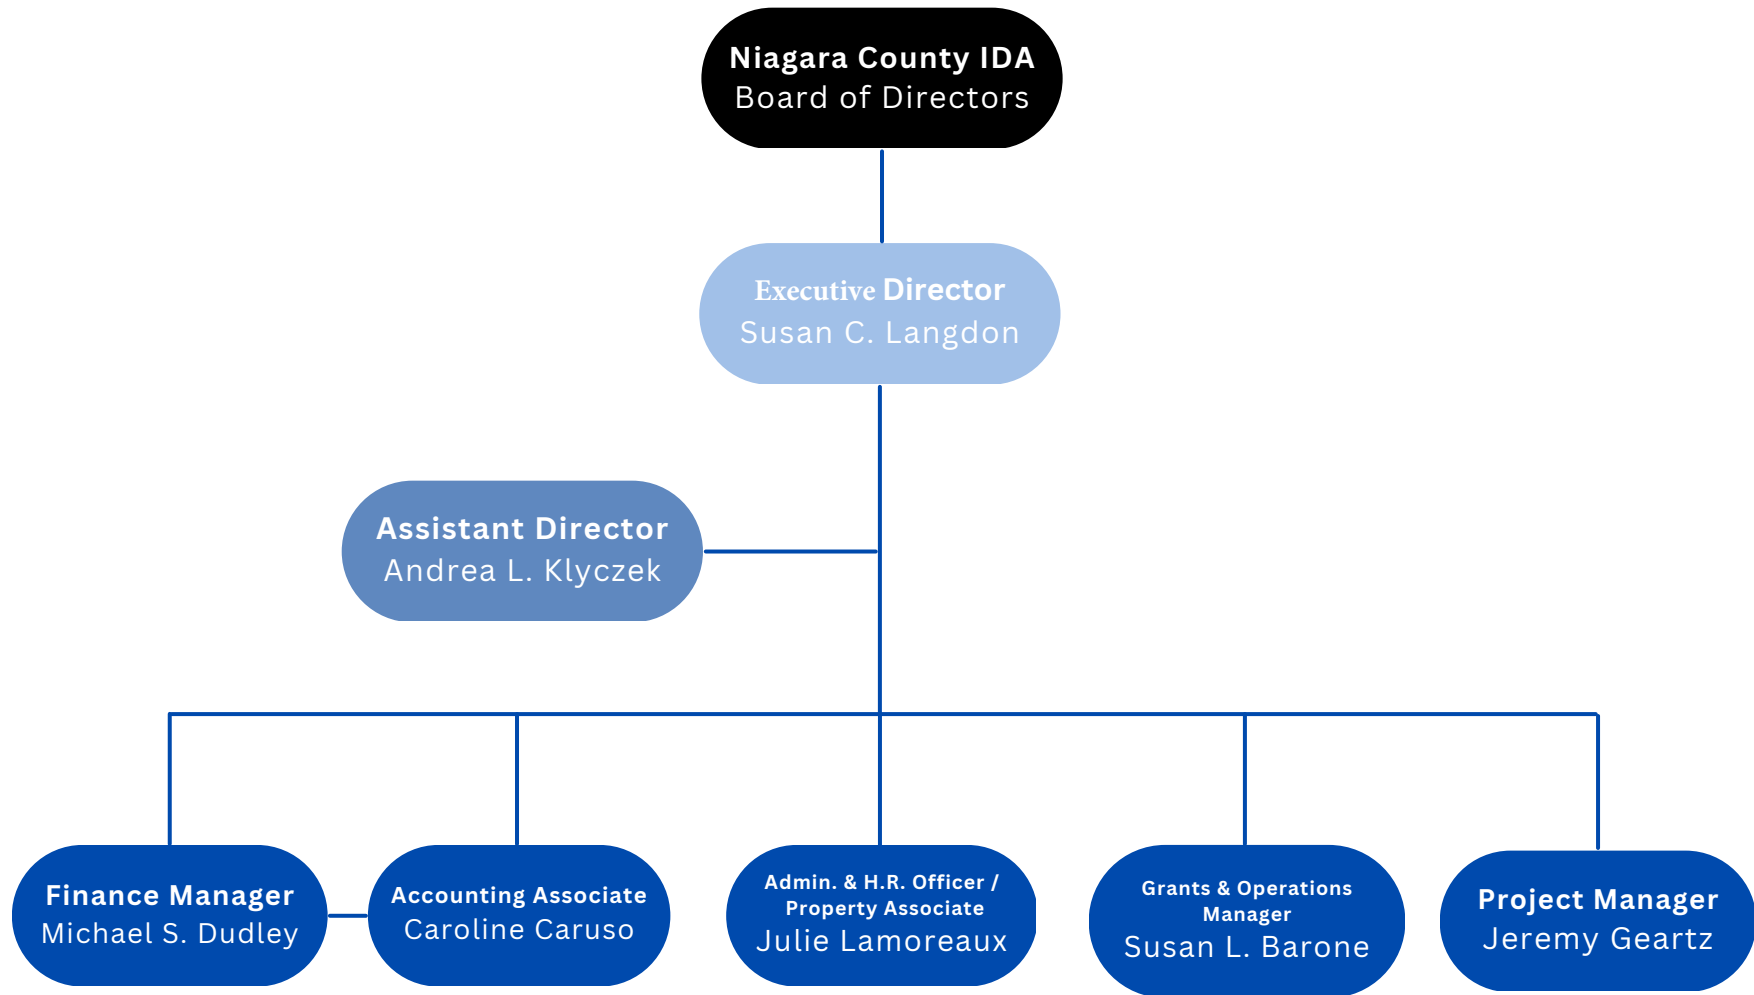 Niagara County IDA
Board of Directors
Executive Director
Susan C. Langdon
Assistant Director
Andrea L. Klyczek
Finance Manager
Michael S. Dudley
Accounting Associate
Caroline Caruso
Admin. & H.R. Officer /
Property Associate
Julie Lamoreaux
Grants & Operations
Manager
Susan L. Barone
Project Manager
Jeremy Geartz